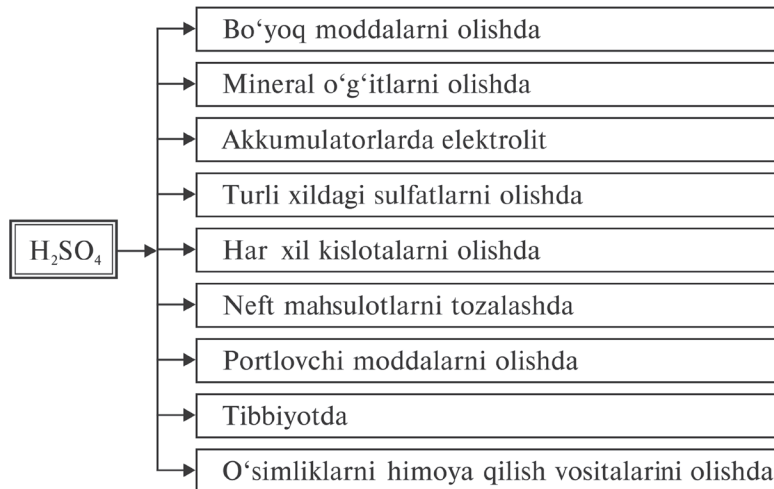 H₂SO₄
Bo‘yoq moddalarni olishda
Mineral o‘g‘itlarni olishda
Akkumulatorlarda elektrolit
Turli xildagi sulfatlarni olishda
Har xil kislotalarni olishda
Neft mahsulotlarni tozalashda
Portlovchi moddalarni olishda
Tibbiyotda
O‘simliklarni himoya qilish vositalarini olishda